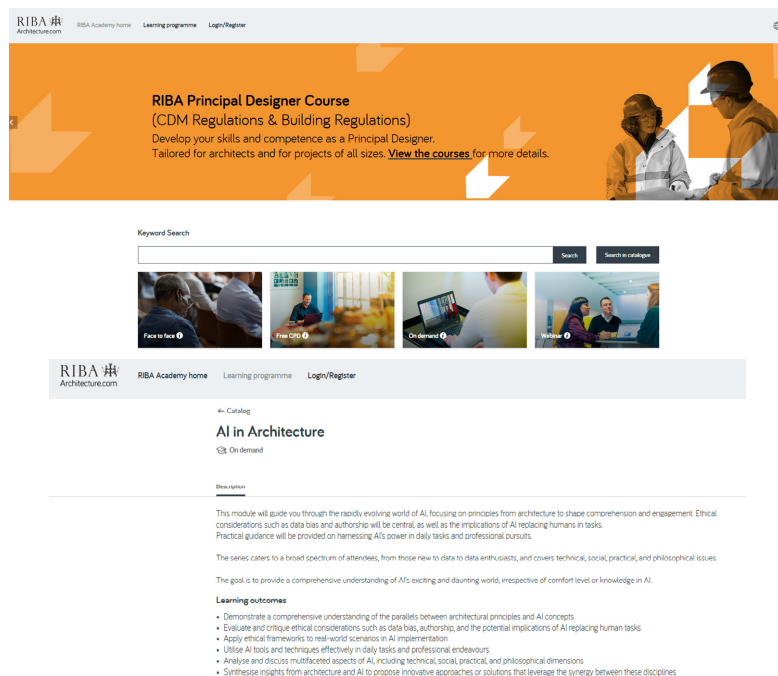 RIBA
Architecture.com
RIBA Academy home Learning programme Login/Register
RIBA Principal Designer Course
(CDM Regulations & Building Regulations)
Develop your skills and competence as a Principal Designer.
Tailored for architects and for projects of all sizes. View the courses for more details.
Keyword Search
Search Search in catalogue
Face to face Free CPD On demand Webinar
RIBA
Architecture.com
RIBA Academy home Learning programme Login/Register
← Catalog
AI in Architecture
On demand
Description
This module will guide you through the rapidly evolving world of AI, focusing on principles from architecture to shape comprehension and engagement. Ethical
considerations such as data bias and authorship will be central, as well as the implications of AI replacing humans in tasks.
Practical guidance will be provided on harnessing AI's power in daily tasks and professional pursuits.
The series caters to a broad spectrum of attendees, from those new to data to data enthusiasts, and covers technical, social, practical, and philosophical issues.
The goal is to provide a comprehensive understanding of AI's exciting and daunting world, irrespective of comfort level or knowledge in AI.
Learning outcomes
• Demonstrate a comprehensive understanding of the parallels between architectural principles and AI concepts
• Evaluate and critique ethical considerations such as data bias, authorship, and the potential implications of AI replacing human tasks
• Apply ethical frameworks to real-world scenarios in AI implementation
• Utilise AI tools and techniques effectively in daily tasks and professional endeavours
• Analyse and discuss multifaceted aspects of AI, including technical, social, practical, and philosophical dimensions
• Synthesise insights from architecture and AI to propose innovative approaches or solutions that leverage the synergy between these disciplines